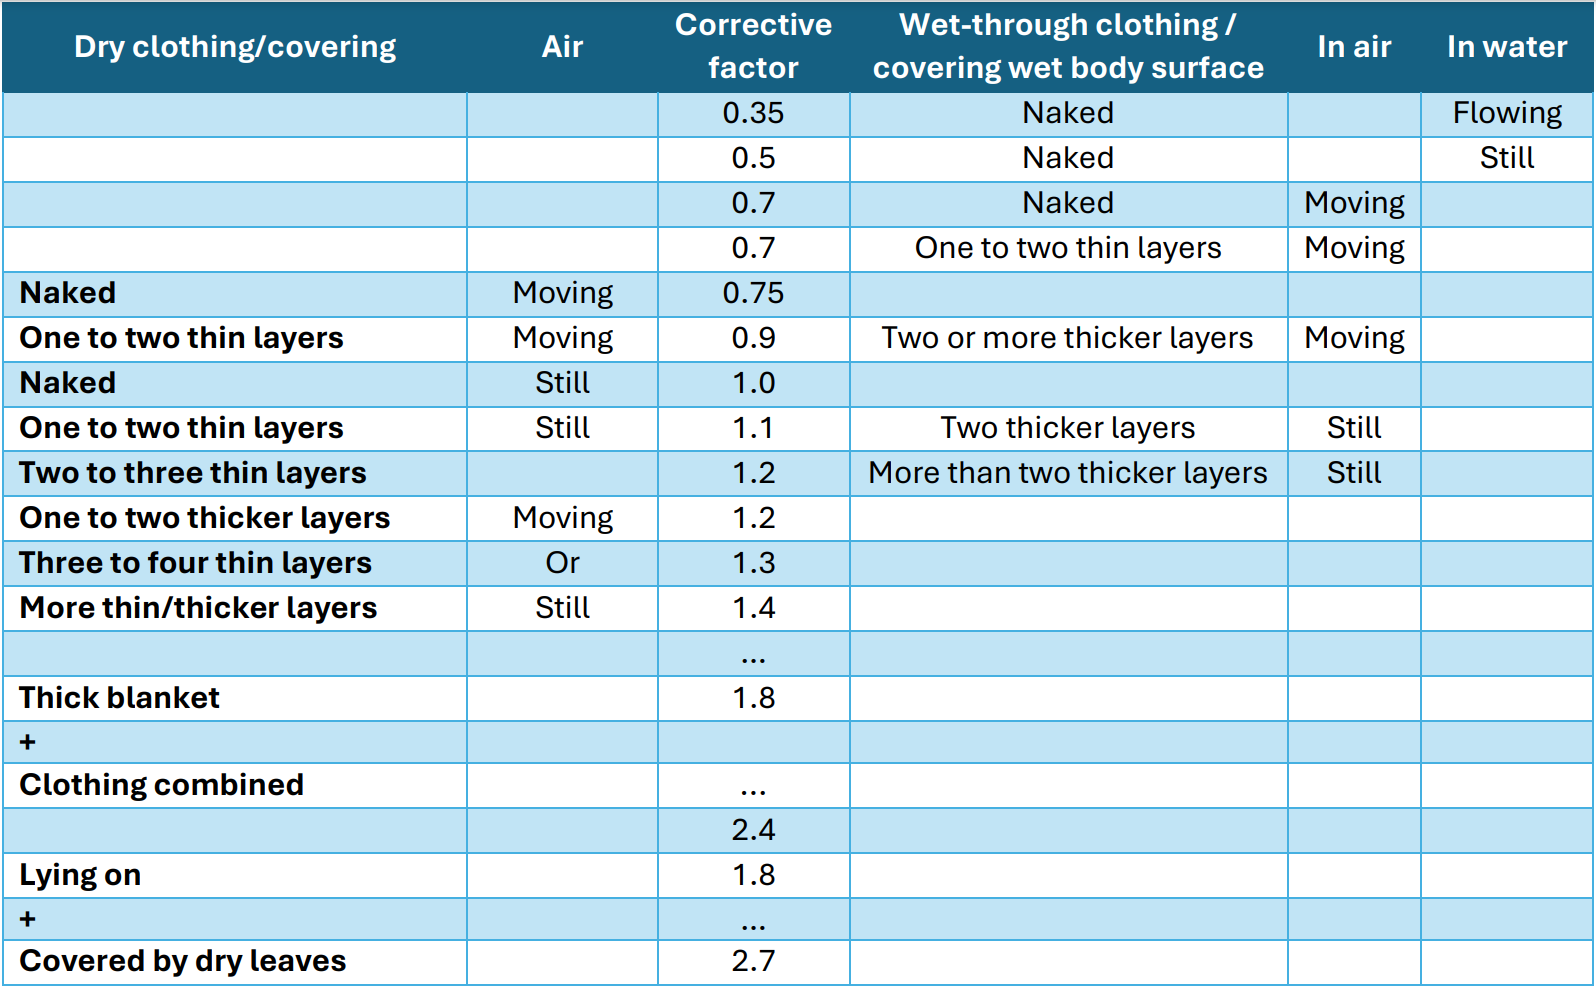 Dry clothing/covering Air Corrective factor Wet-through clothing / covering wet body surface In air In water
0.35 Naked Flowing
0.5 Naked Still
0.7 Naked Moving
0.7 One to two thin layers Moving
Naked Moving 0.75
One to two thin layers Moving 0.9 Two or more thicker layers Moving
Naked Still 1.0
One to two thin layers Still 1.1 Two thicker layers Still
Two to three thin layers 1.2 More than two thicker layers Still
One to two thicker layers Moving 1.2
Three to four thin layers Or 1.3
More thin/thicker layers Still 1.4
...
Thick blanket 1.8
+
Clothing combined ...
2.4
Lying on 1.8
+ ...
Covered by dry leaves 2.7